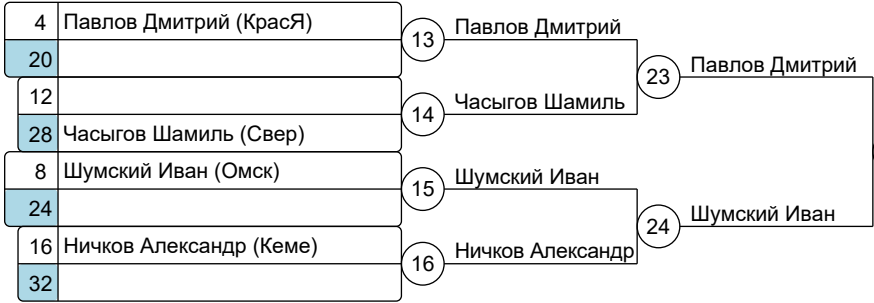 4 Павлов Дмитрий (КрасЯ)
20
13 Павлов Дмитрий
12
28 Часыгов Шамиль (Свер)
14 Часыгов Шамиль
23 Павлов Дмитрий
8 Шумский Иван (Омск)
24
15 Шумский Иван
16 Ничков Александр (Кеме)
32
16 Ничков Александр
24 Шумский Иван